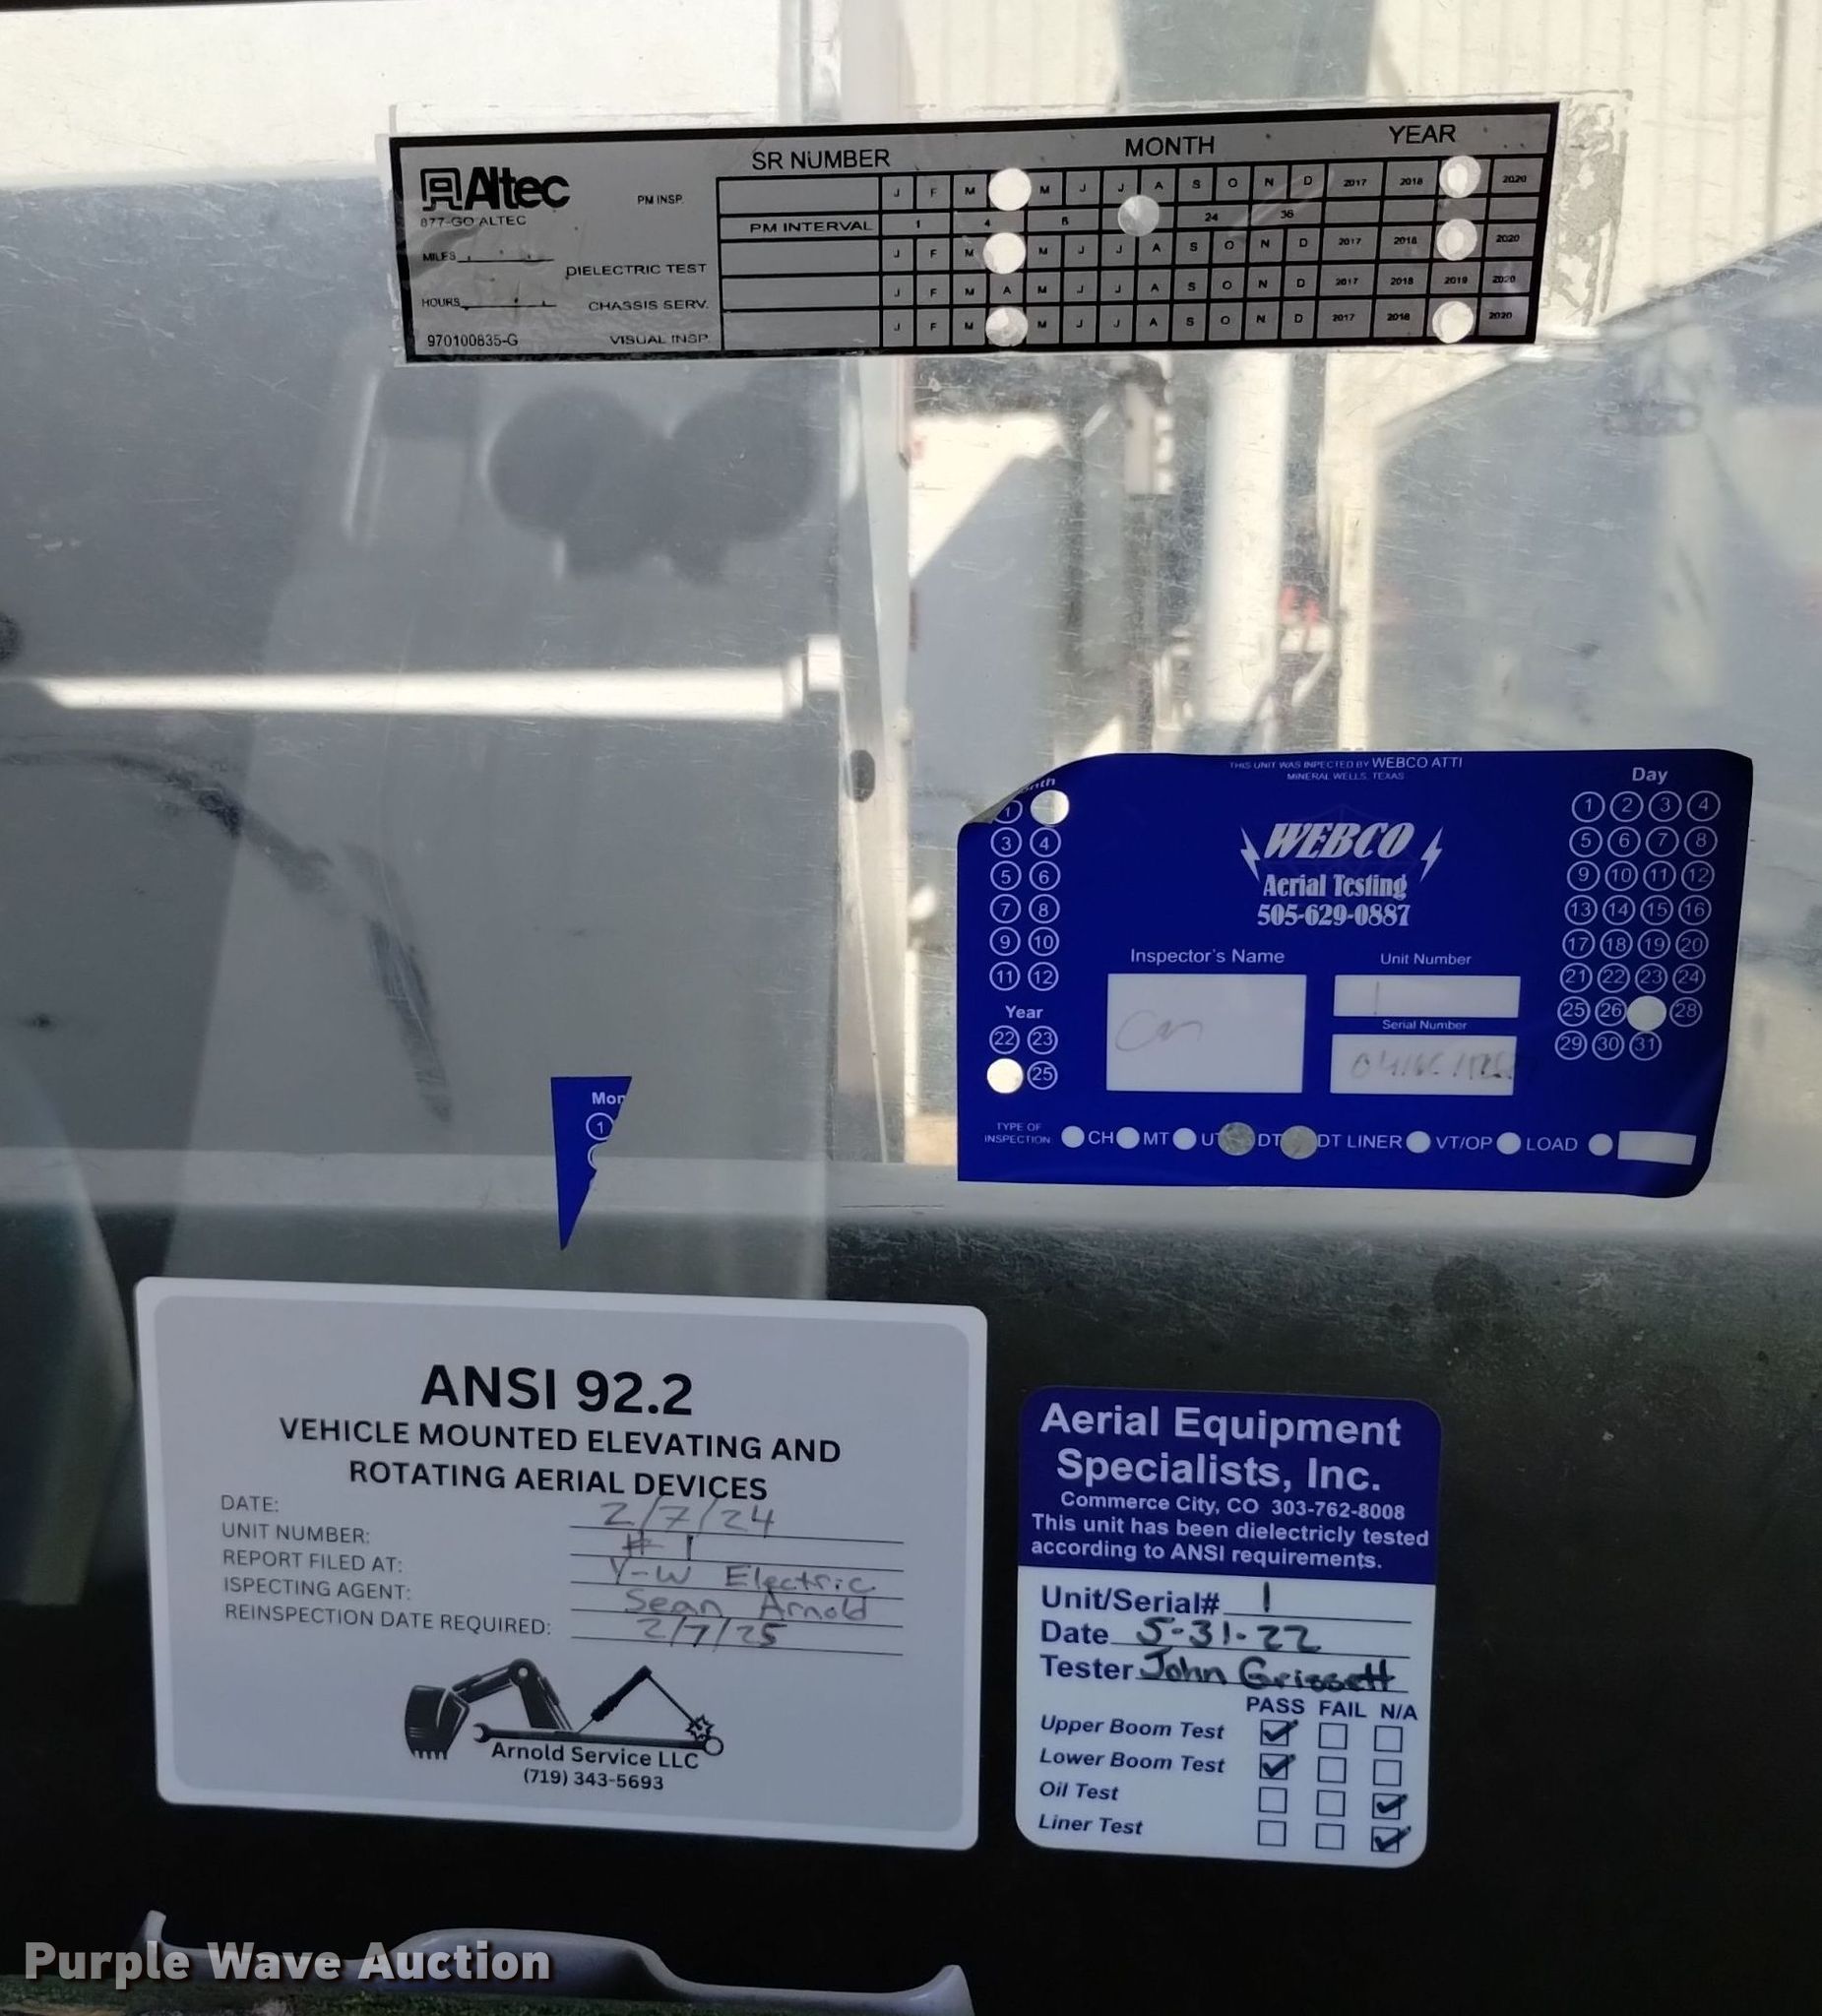 SR NUMBER MONTH YEAR
Altec
877-GO ALTEC
PM INSP. J F M M J J A S O N D 2017 2018 2020
PM INTERVAL 1 4 6 24 36
MILES
DIELECTRIC TEST J F M M J J A S O N D 2017 2018 2020
HOURS
CHASSIS SERV. J F M A M J J A S O N D 2017 2018 2019 2020
970100835-G
VISUAL INSP. J F M M J J A S O N D 2017 2018 2020
THIS UNIT WAS INPECTED BY WEBCO ATTI
MINERAL WELLS, TEXAS
WEBCO
Aerial Testing
505-629-0887
Inspector's Name
Unit Number
Serial Number
1
3 4
5 6
7 8
9 10
11 12
Year
22 23
25
Day
1 2 3 4
5 6 7 8
9 10 11 12
13 14 15 16
17 18 19 20
21 22 23 24
25 26 28
29 30 31
TYPE OF
INSPECTION
CH MT DT DT LINER VT/OP LOAD
Mon
1
ANSI 92.2
VEHICLE MOUNTED ELEVATING AND
ROTATING AERIAL DEVICES
DATE: 2/7/24
UNIT NUMBER: #1
REPORT FILED AT: Y-W Electric
ISPECTING AGENT: Sean Arnold
REINSPECTION DATE REQUIRED: 2/7/25
Arnold Service LLC
(719) 343-5693
Aerial Equipment
Specialists, Inc.
Commerce City, CO 303-762-8008
This unit has been dielectricly tested
according to ANSI requirements.
Unit/Serial# 1
Date 5-31-22
Tester John Grissett
PASS FAIL N/A
Upper Boom Test
Lower Boom Test
Oil Test
Liner Test
Purple Wave Auction